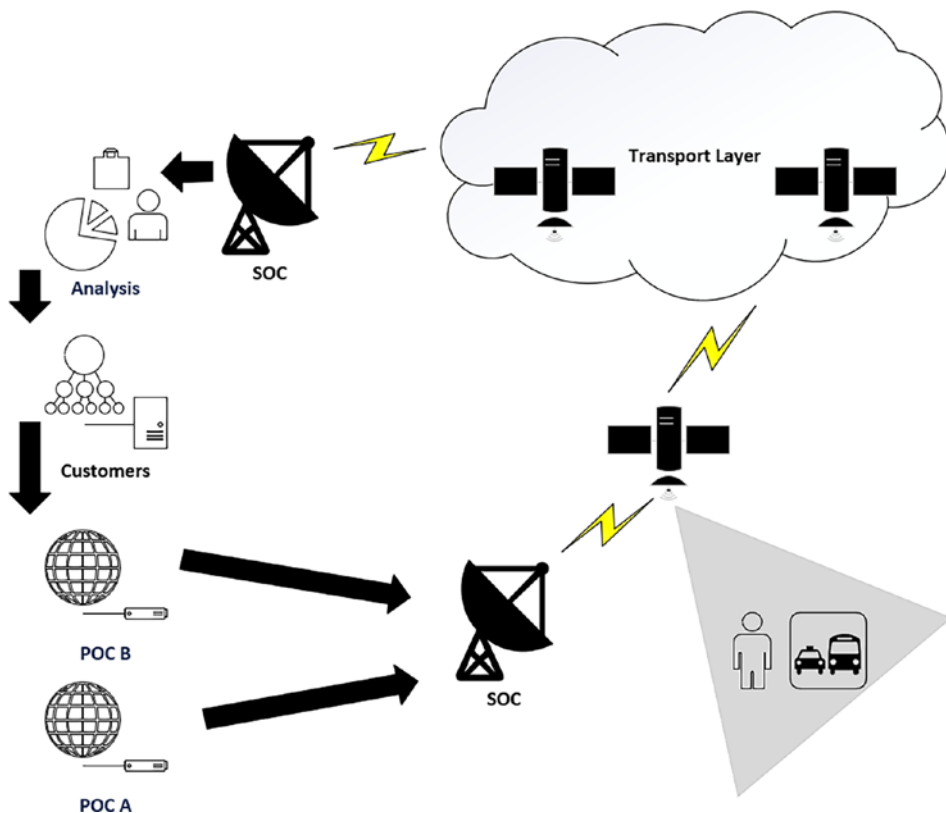 Transport Layer
SOC
Analysis
Customers
POC B
SOC
POC A